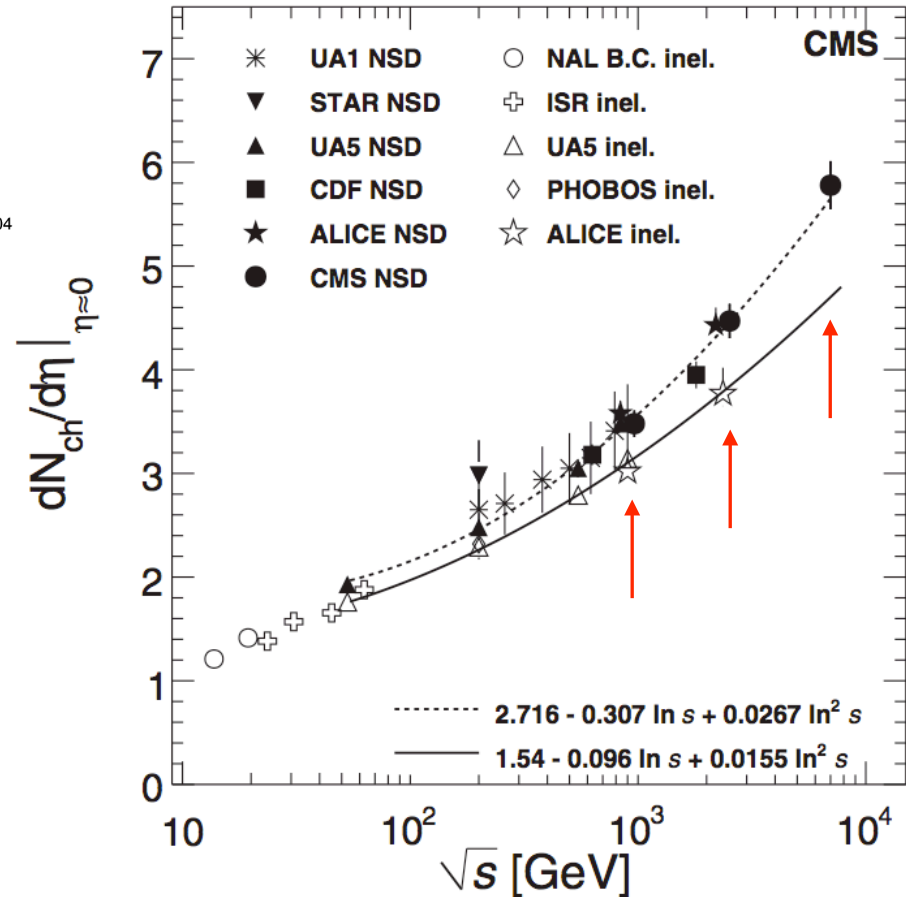 CMS
7
6
5
4
3
2
1
0
04
dN_ch/dη|_η≈0
UA1 NSD
STAR NSD
UA5 NSD
CDF NSD
ALICE NSD
CMS NSD
NAL B.C. inel.
ISR inel.
UA5 inel.
PHOBOS inel.
ALICE inel.
2.716 - 0.307 ln s + 0.0267 ln² s
1.54 - 0.096 ln s + 0.0155 ln² s
10 10² 10³ 10⁴
√s [GeV]